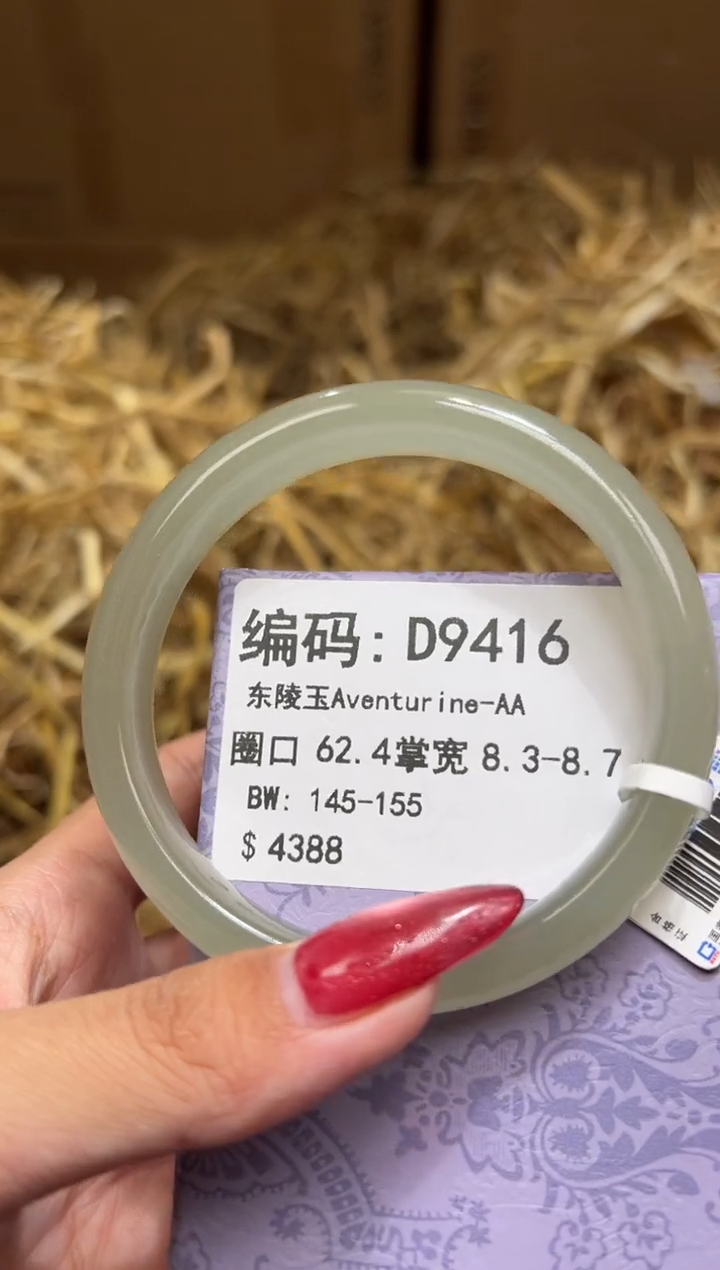 编码: D9416
东陵玉Aventurine-AA
圈口 62.4掌宽 8.3-8.7
BW: 145-155
$ 4388